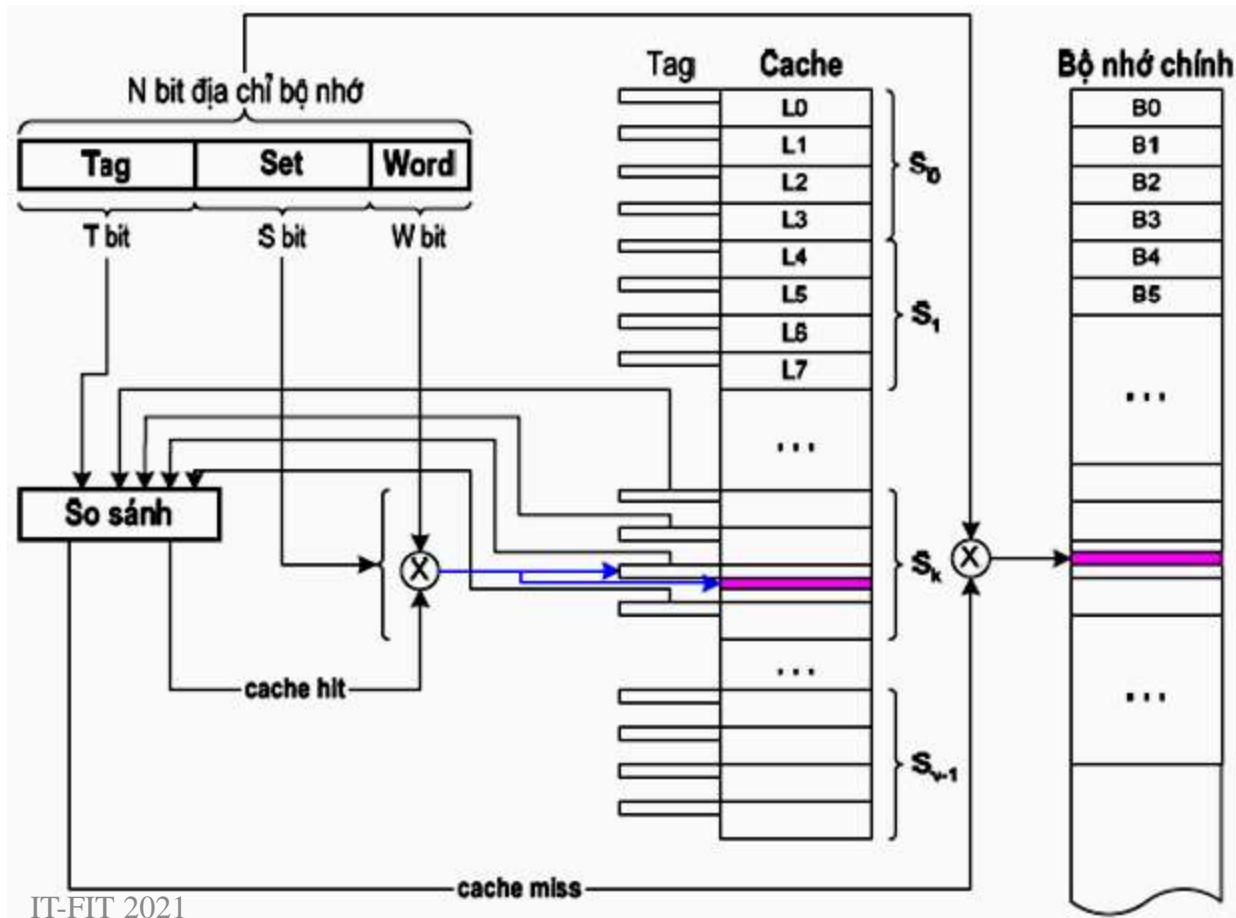 N bit địa chỉ bộ nhớ
Tag Set Word
T bit S bit W bit
So sánh
cache hit
cache miss
Tag Cache
L0
L1
L2
L3
L4
L5
L6
L7
...
...
S0
S1
Sk
Sv-1
X
X
Bộ nhớ chính
B0
B1
B2
B3
B4
B5
...
...
IT-FIT 2021